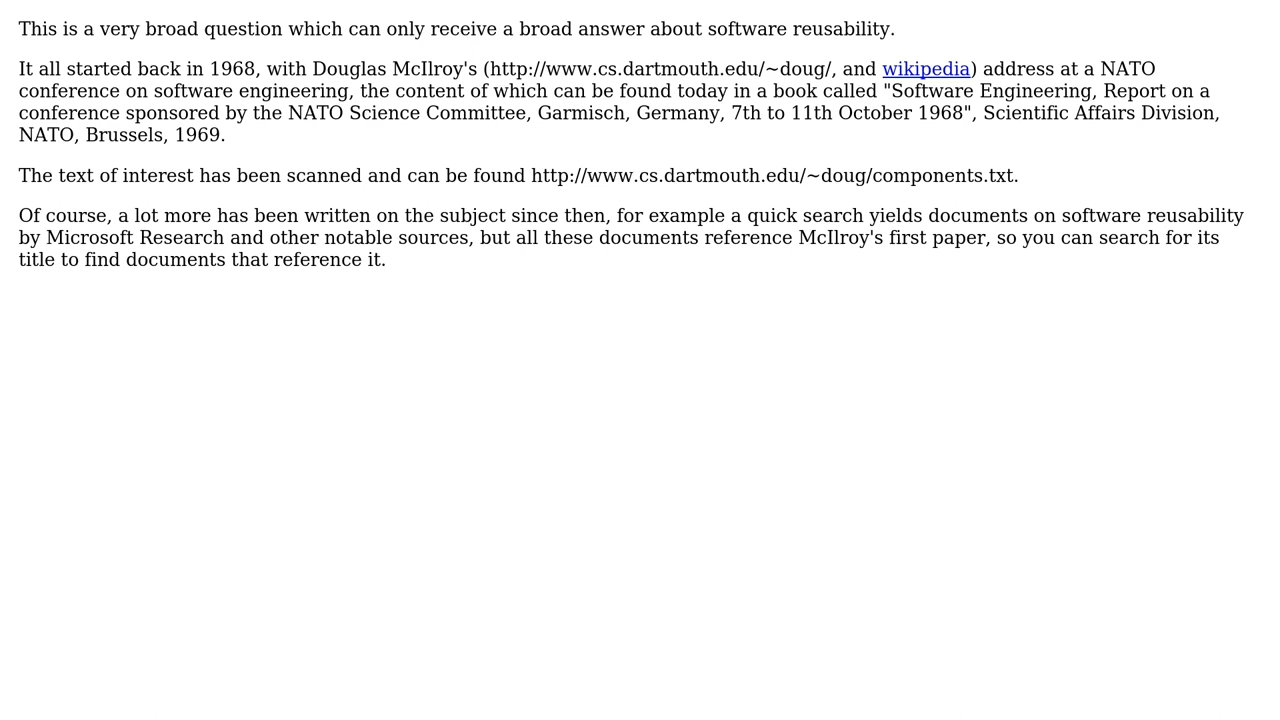 This is a very broad question which can only receive a broad answer about software reusability.
It all started back in 1968, with Douglas McIlroy's (http://www.cs.dartmouth.edu/~doug/, and wikipedia) address at a NATO
conference on software engineering, the content of which can be found today in a book called "Software Engineering, Report on a
conference sponsored by the NATO Science Committee, Garmisch, Germany, 7th to 11th October 1968", Scientific Affairs Division,
NATO, Brussels, 1969.
The text of interest has been scanned and can be found http://www.cs.dartmouth.edu/~doug/components.txt.
Of course, a lot more has been written on the subject since then, for example a quick search yields documents on software reusability
by Microsoft Research and other notable sources, but all these documents reference McIlroy's first paper, so you can search for its
title to find documents that reference it.